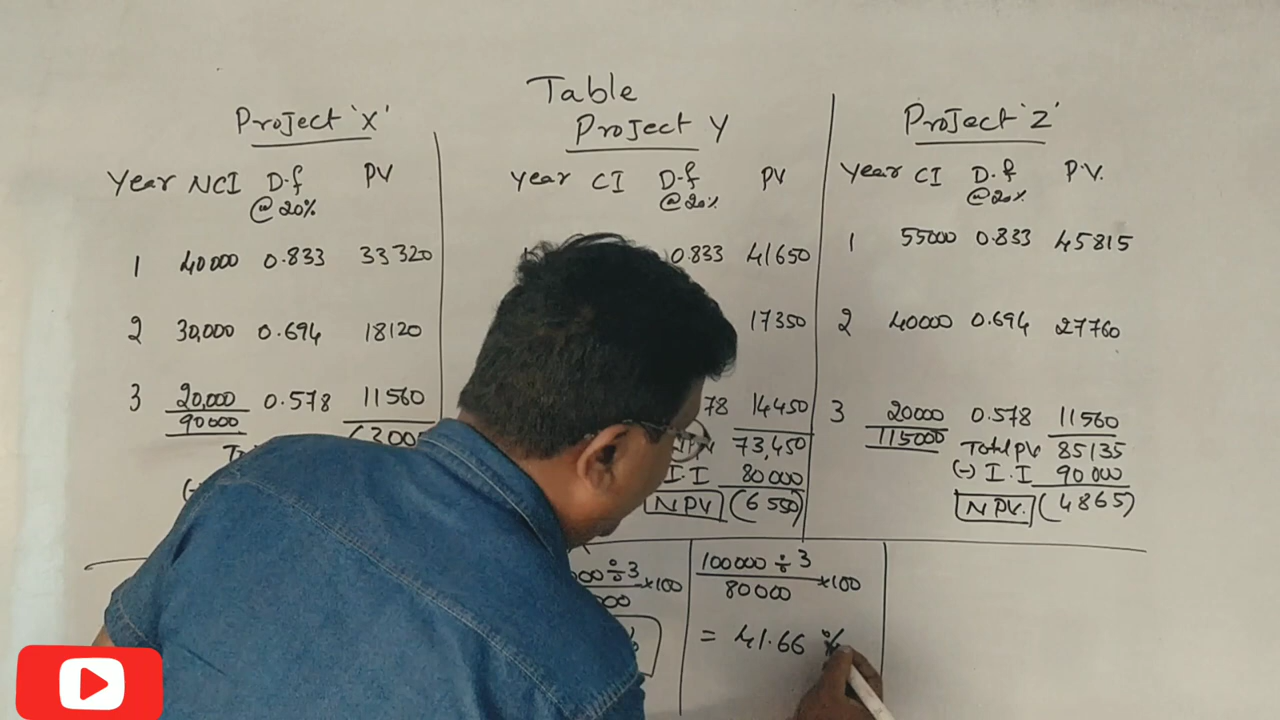 Table
Project 'X'
Year NCI D.f PV
@20%
1 40000 0.833 33320
2 30,000 0.694 18120
3 20,000 0.578 11560
90000
Project Y
Year CI D.f PV
@20%
0.833 41650
17350
78 14450
73,450
I.I 80000
NPV (6550)
Project 'Z'
Year CI D.f P.V.
@20%
1 55000 0.833 45815
2 40000 0.694 27760
3 20000 0.578 11560
115000 Total PV 85135
(-) I.I 90000
NPV. (4865)
000÷3 ×100
100000÷3 ×100
80000
= 41.66 %